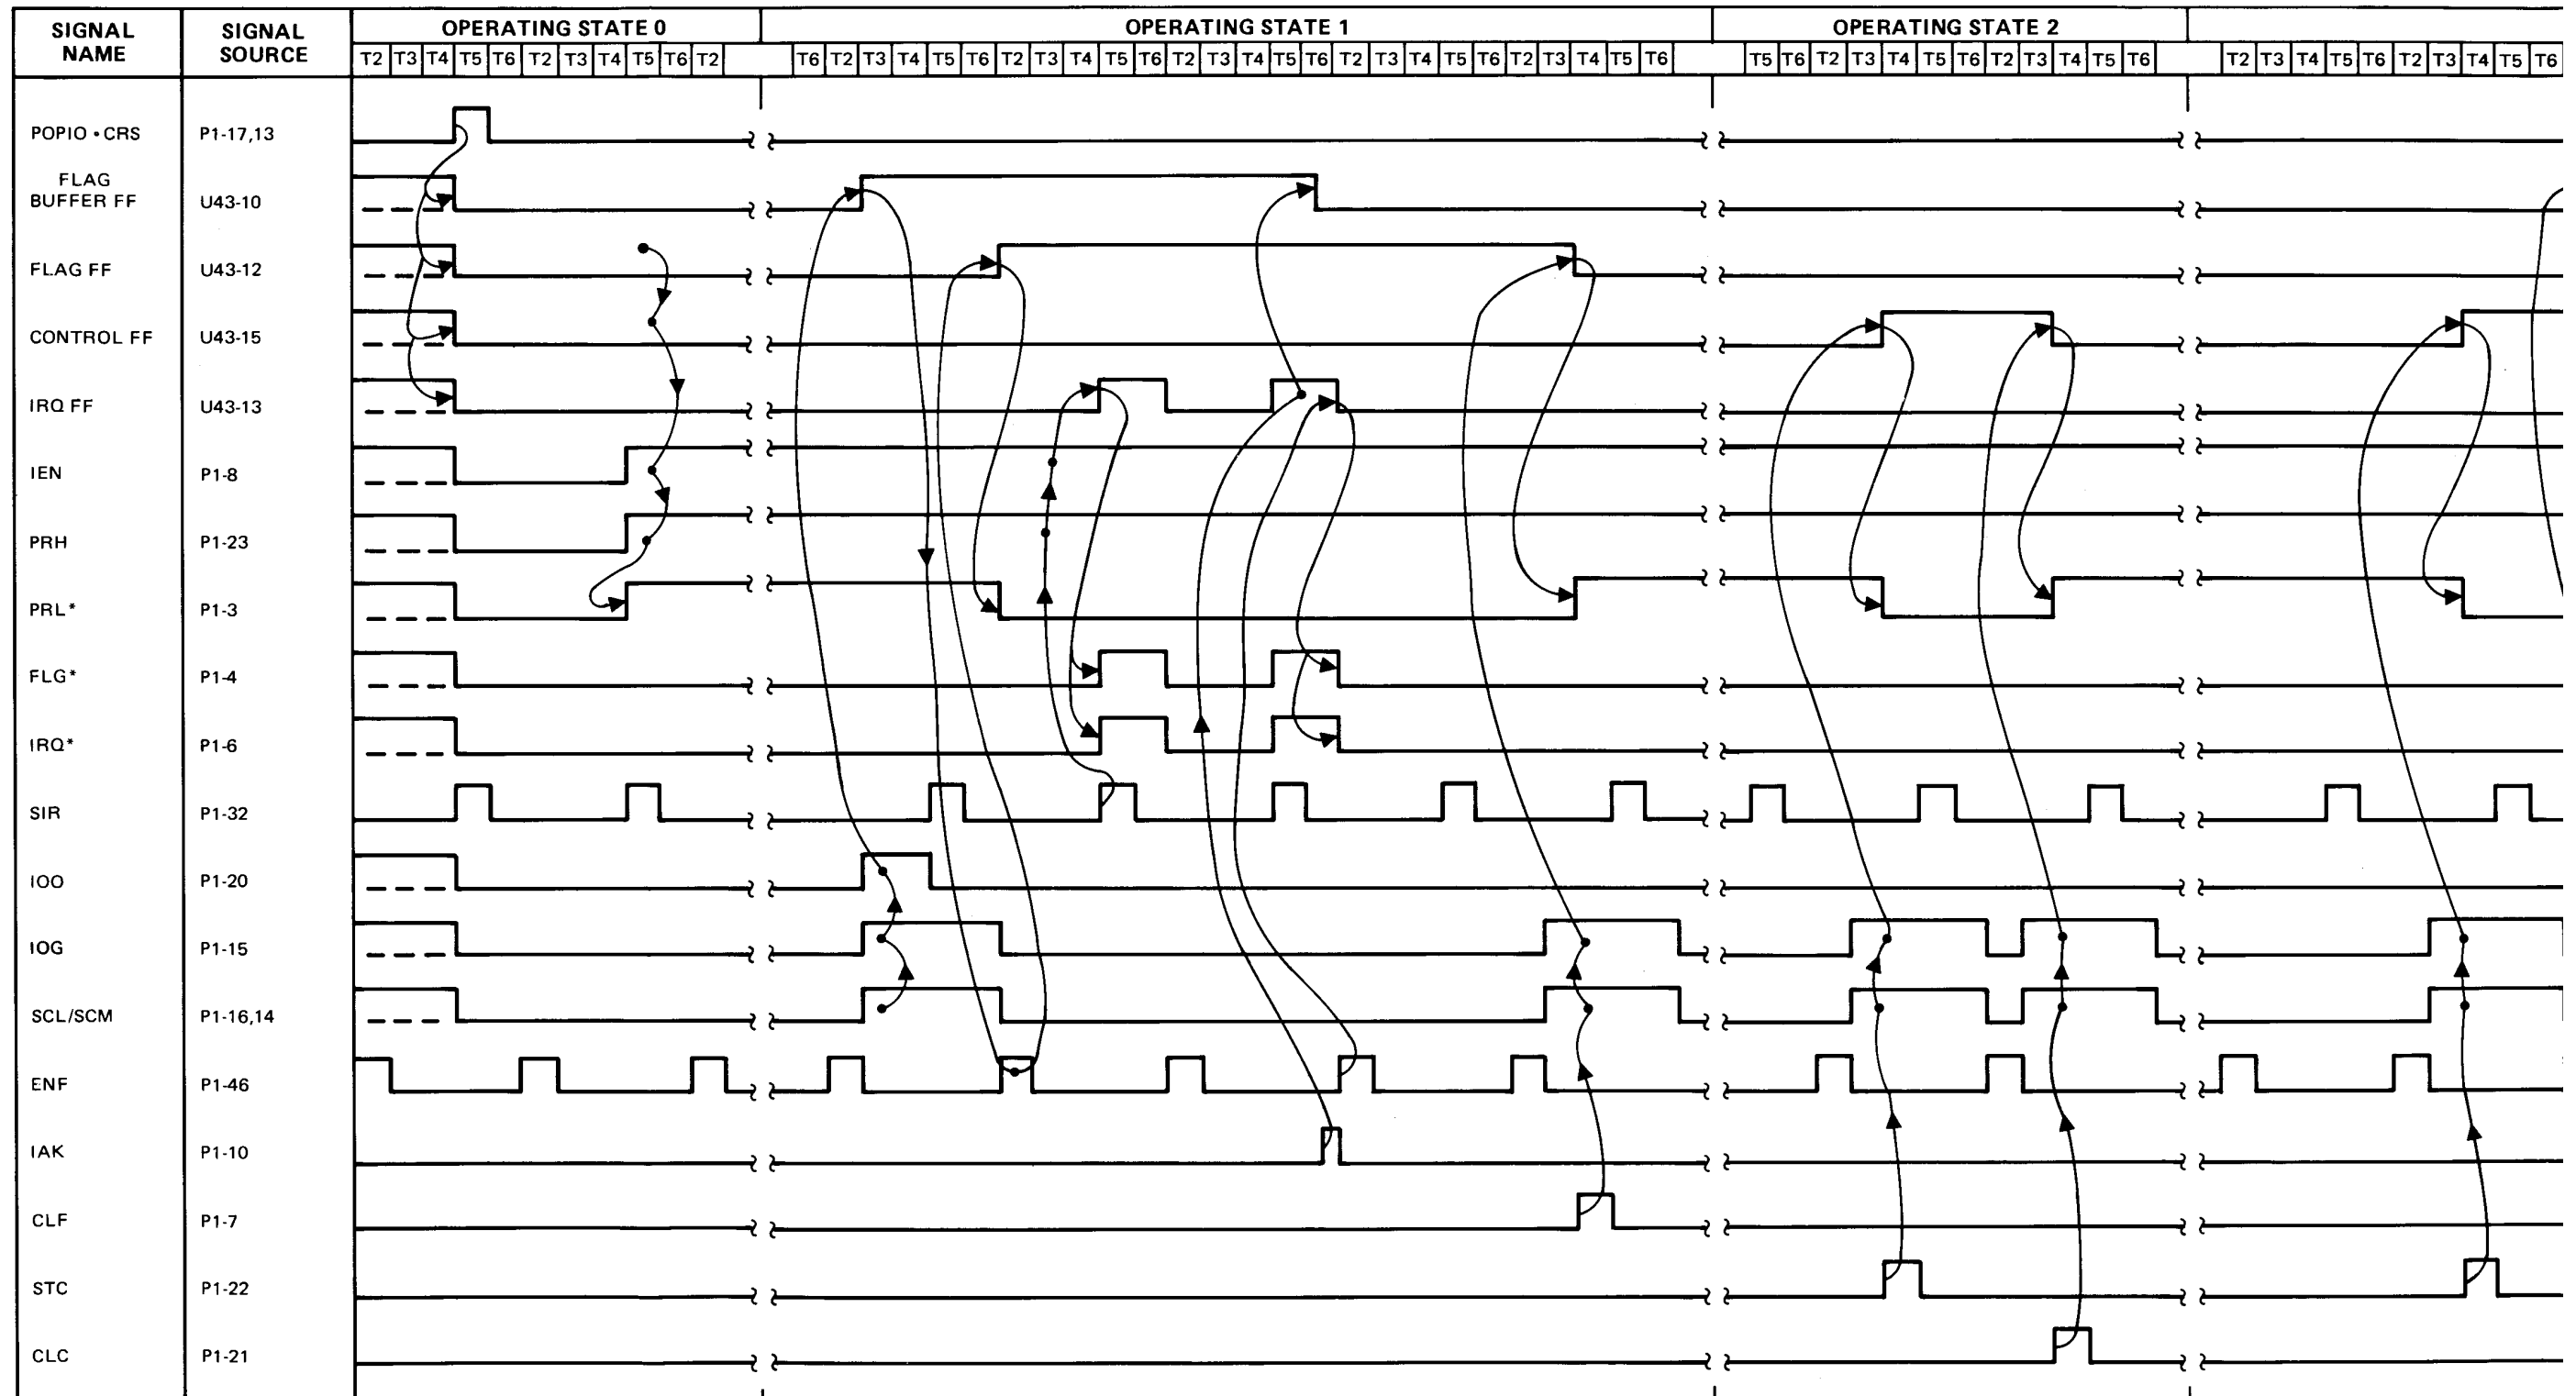 SIGNAL NAME SIGNAL SOURCE OPERATING STATE 0 OPERATING STATE 1 OPERATING STATE 2
T2 T3 T4 T5 T6 T2 T3 T4 T5 T6 T2 T6 T2 T3 T4 T5 T6 T2 T3 T4 T5 T6 T2 T3 T4 T5 T6 T2 T3 T4 T5 T6 T2 T3 T4 T5 T6 T5 T6 T2 T3 T4 T5 T6 T2 T3 T4 T5 T6 T2 T3 T4 T5 T6 T2 T3 T4 T5 T6
POPIO • CRS P1-17,13
FLAG
BUFFER FF U43-10
FLAG FF U43-12
CONTROL FF U43-15
IRQ FF U43-13
IEN P1-8
PRH P1-23
PRL* P1-3
FLG* P1-4
IRQ* P1-6
SIR P1-32
IOO P1-20
IOG P1-15
SCL/SCM P1-16,14
ENF P1-46
IAK P1-10
CLF P1-7
STC P1-22
CLC P1-21